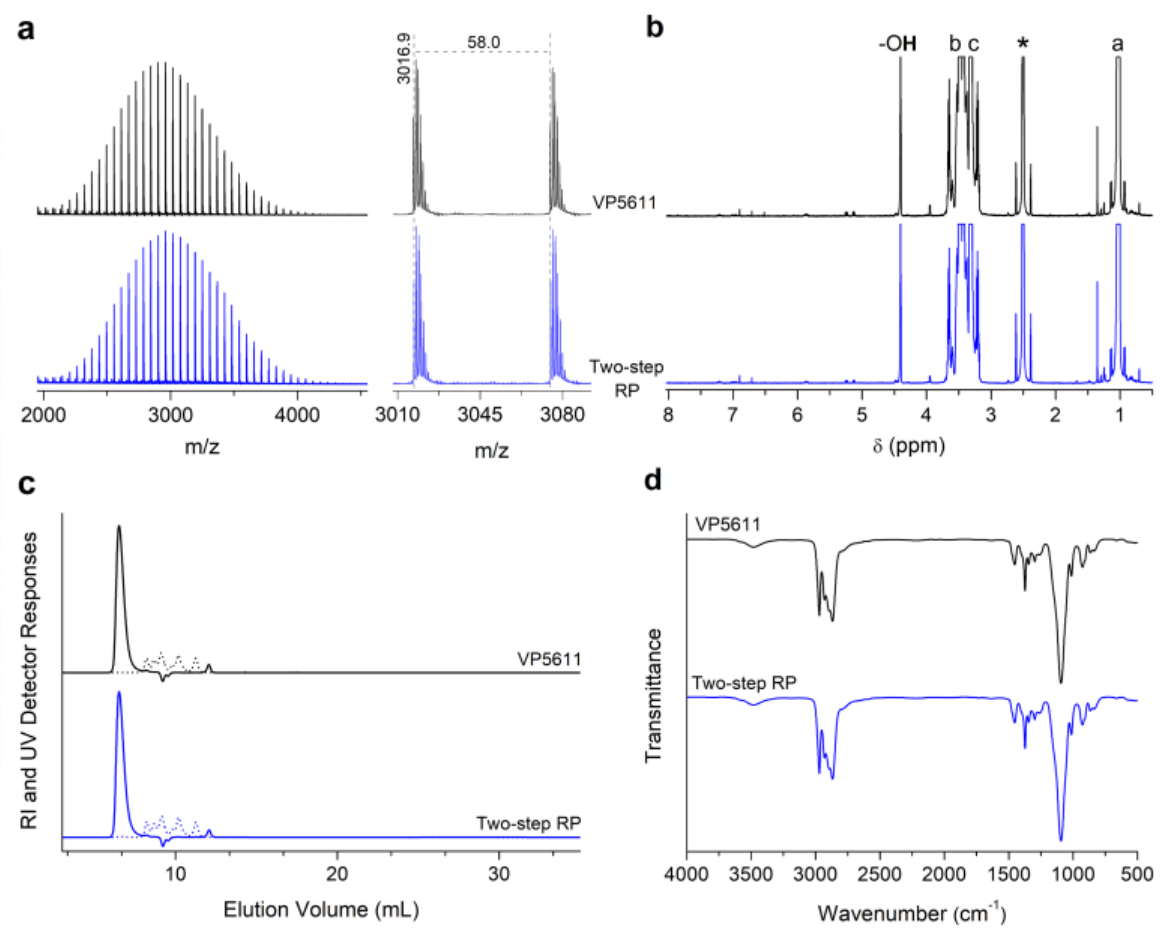 a
3016.9
58.0
VP5611
Two-step
RP
2000 3000 4000
3010 3045 3080
m/z
m/z
b
-OH b c * a
8 7 6 5 4 3 2 1
δ (ppm)
c
RI and UV Detector Responses
VP5611
Two-step RP
10 20 30
Elution Volume (mL)
d
Transmittance
VP5611
Two-step RP
4000 3500 3000 2500 2000 1500 1000 500
Wavenumber (cm⁻¹)